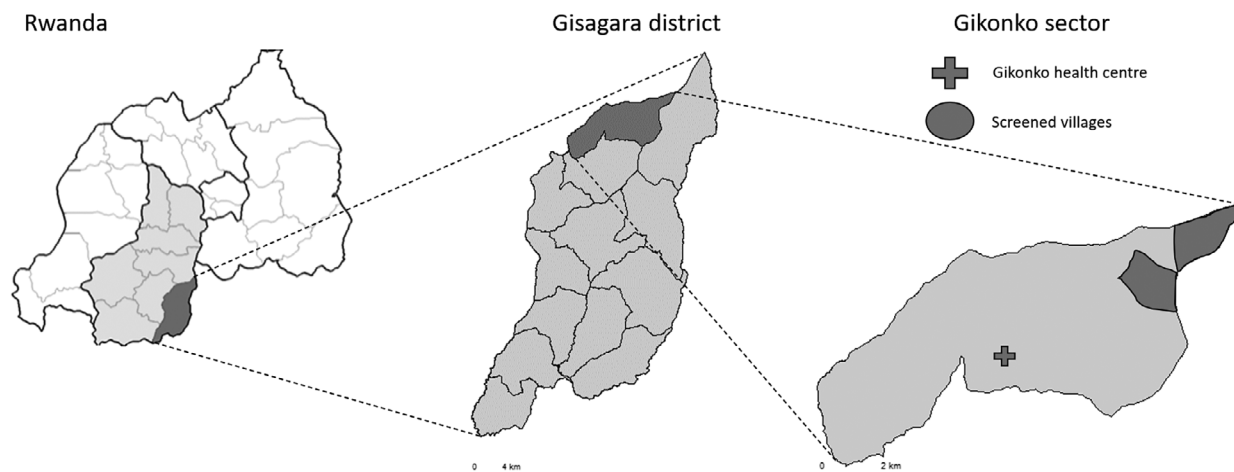 Rwanda
Gisagara district
Gikonko sector
Gikonko health centre
Screened villages
0 4 km
0 2 km